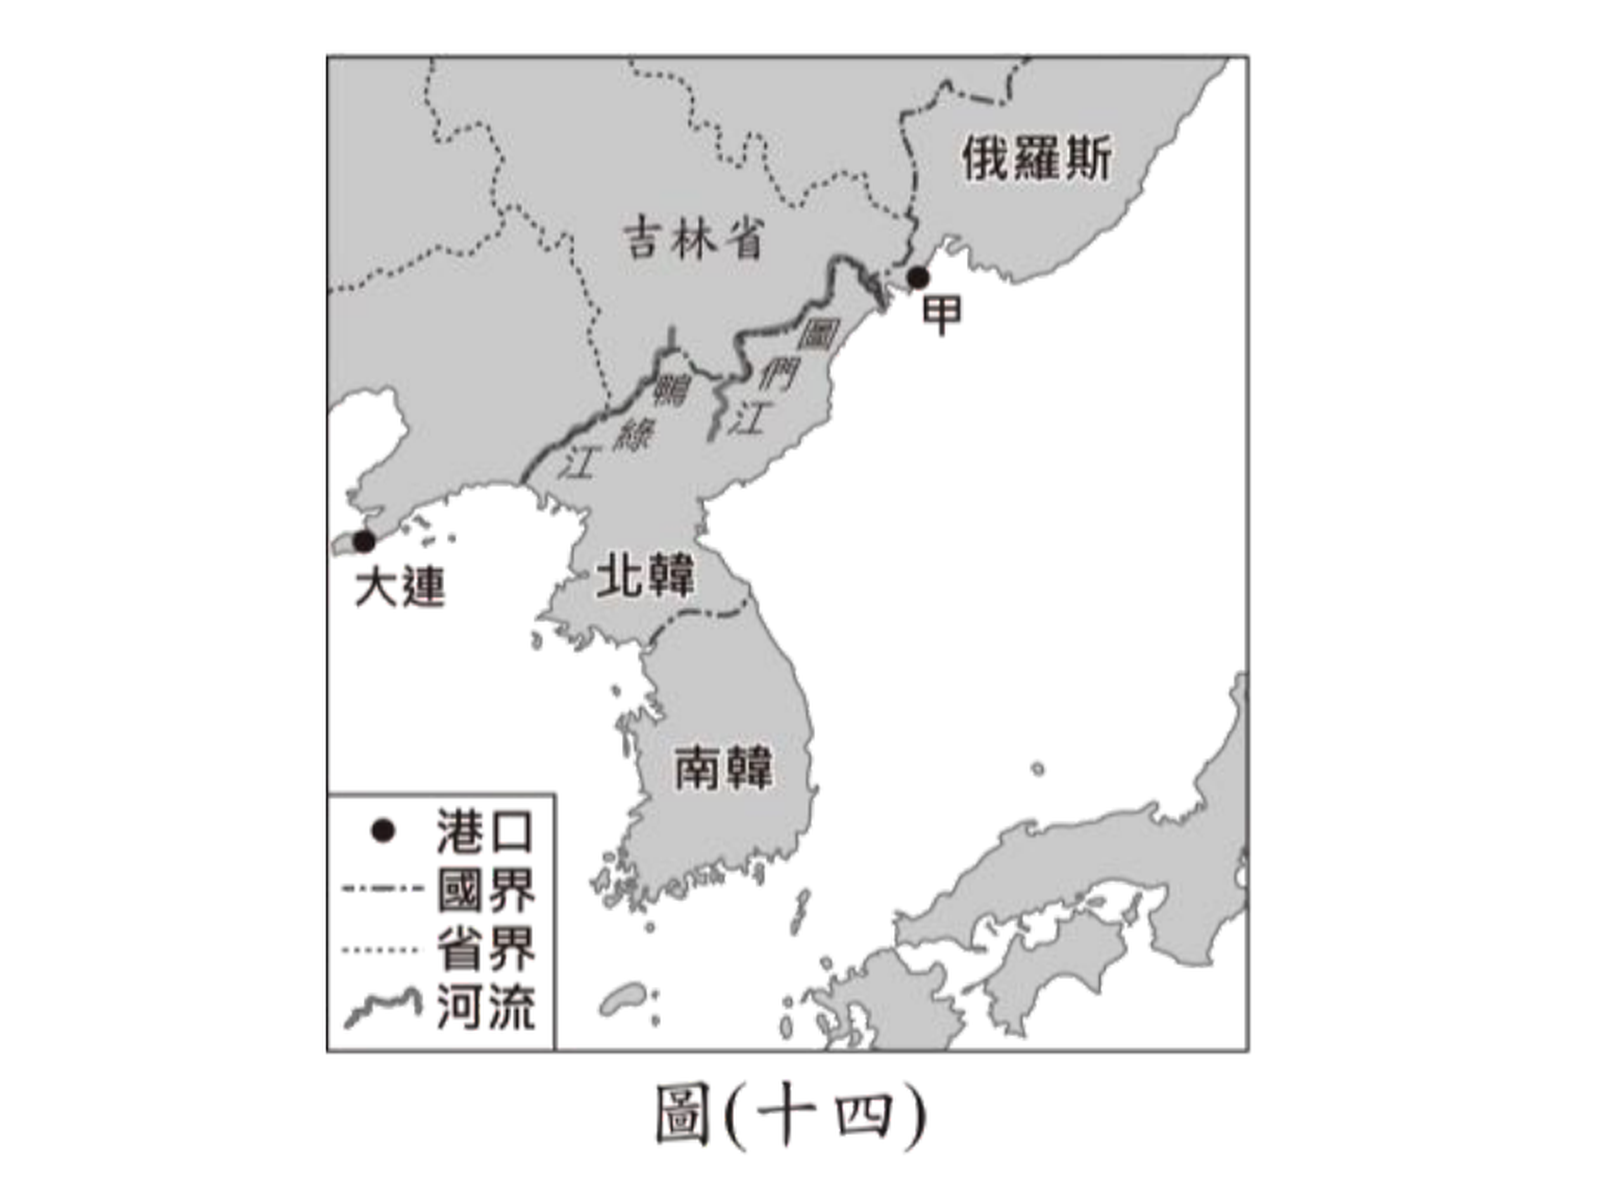 俄羅斯
吉林省
甲
圖們江
鴨綠江
大連
北韓
南韓
港口
國界
省界
河流
圖(十四)